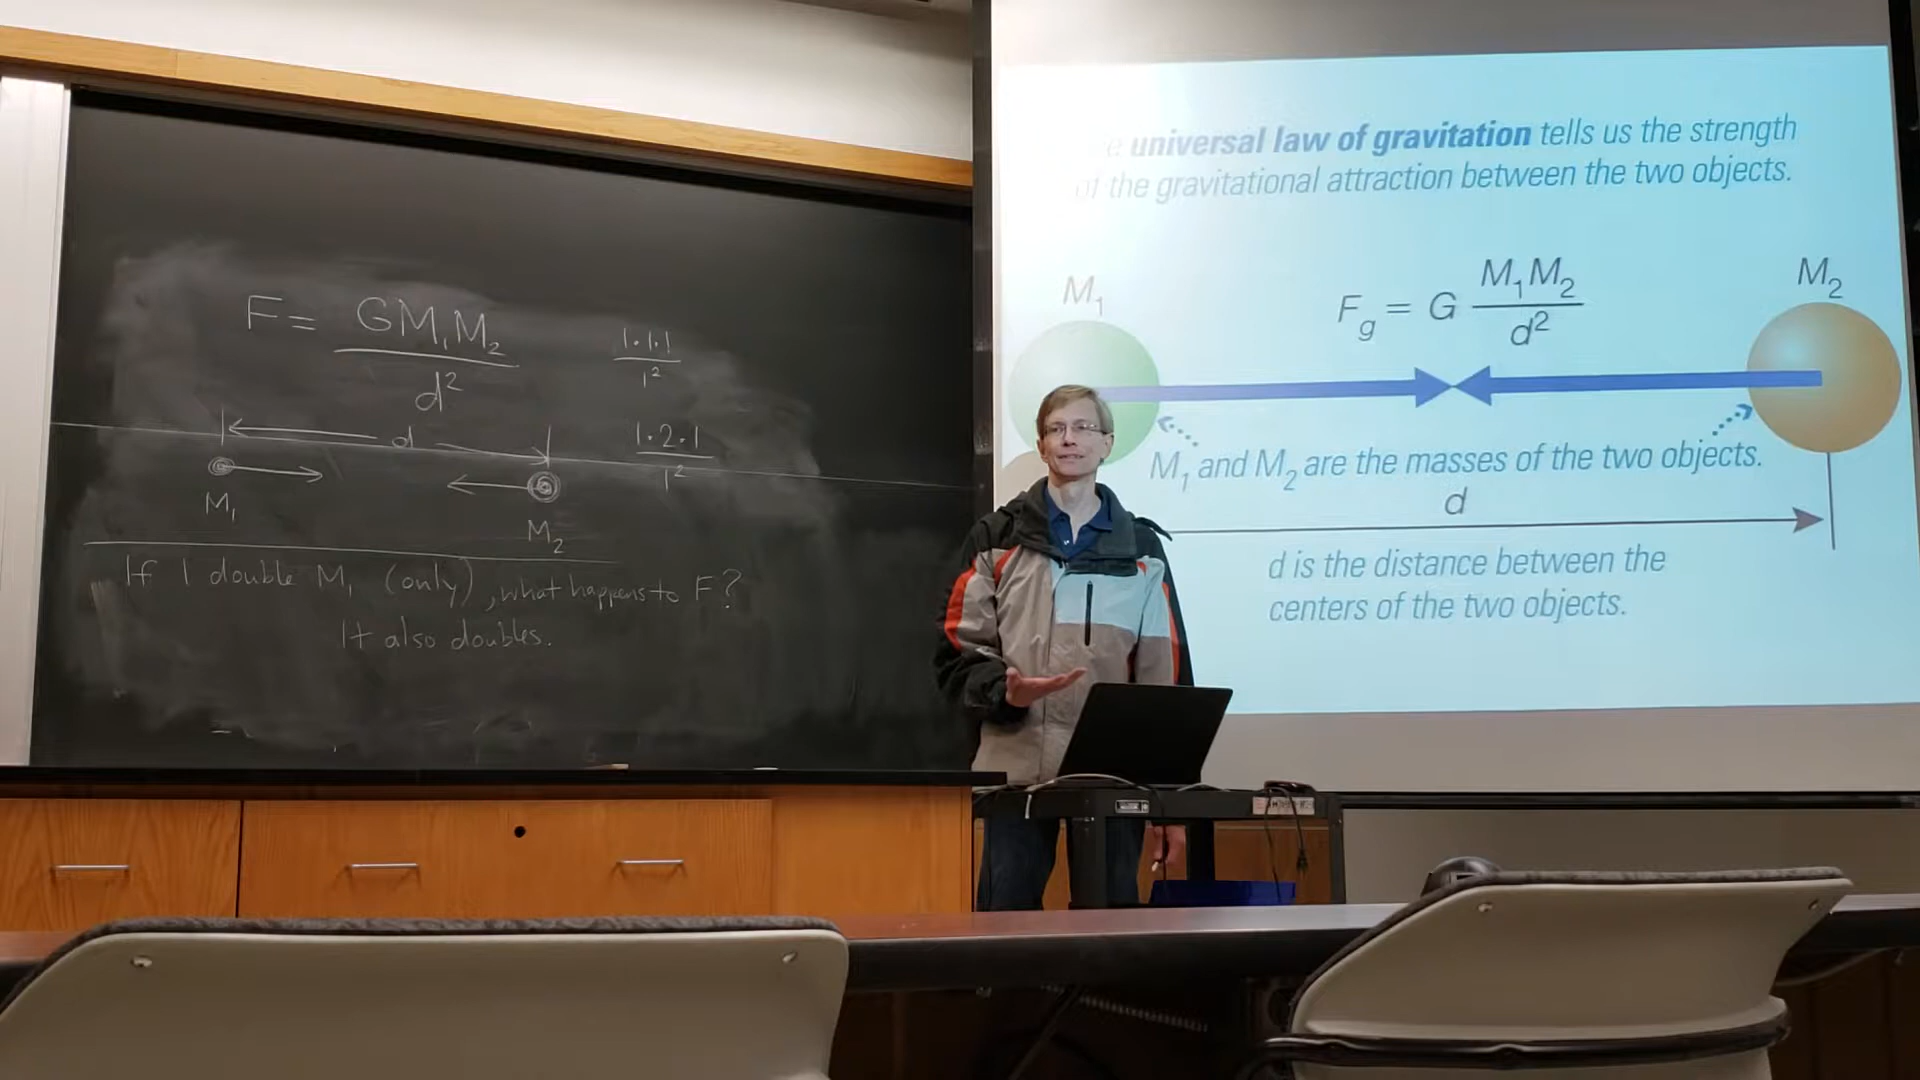 F = GM₁M₂ / d²
1·1·1 / 1²
d
1·2·1 / 1²
M₁
M₂
If I double M₁ (only), what happens to F?
It also doubles.
universal law of gravitation tells us the strength
of the gravitational attraction between the two objects.
M₁
F_g = G M₁M₂ / d²
M₂
M₁ and M₂ are the masses of the two objects.
d
d is the distance between the
centers of the two objects.